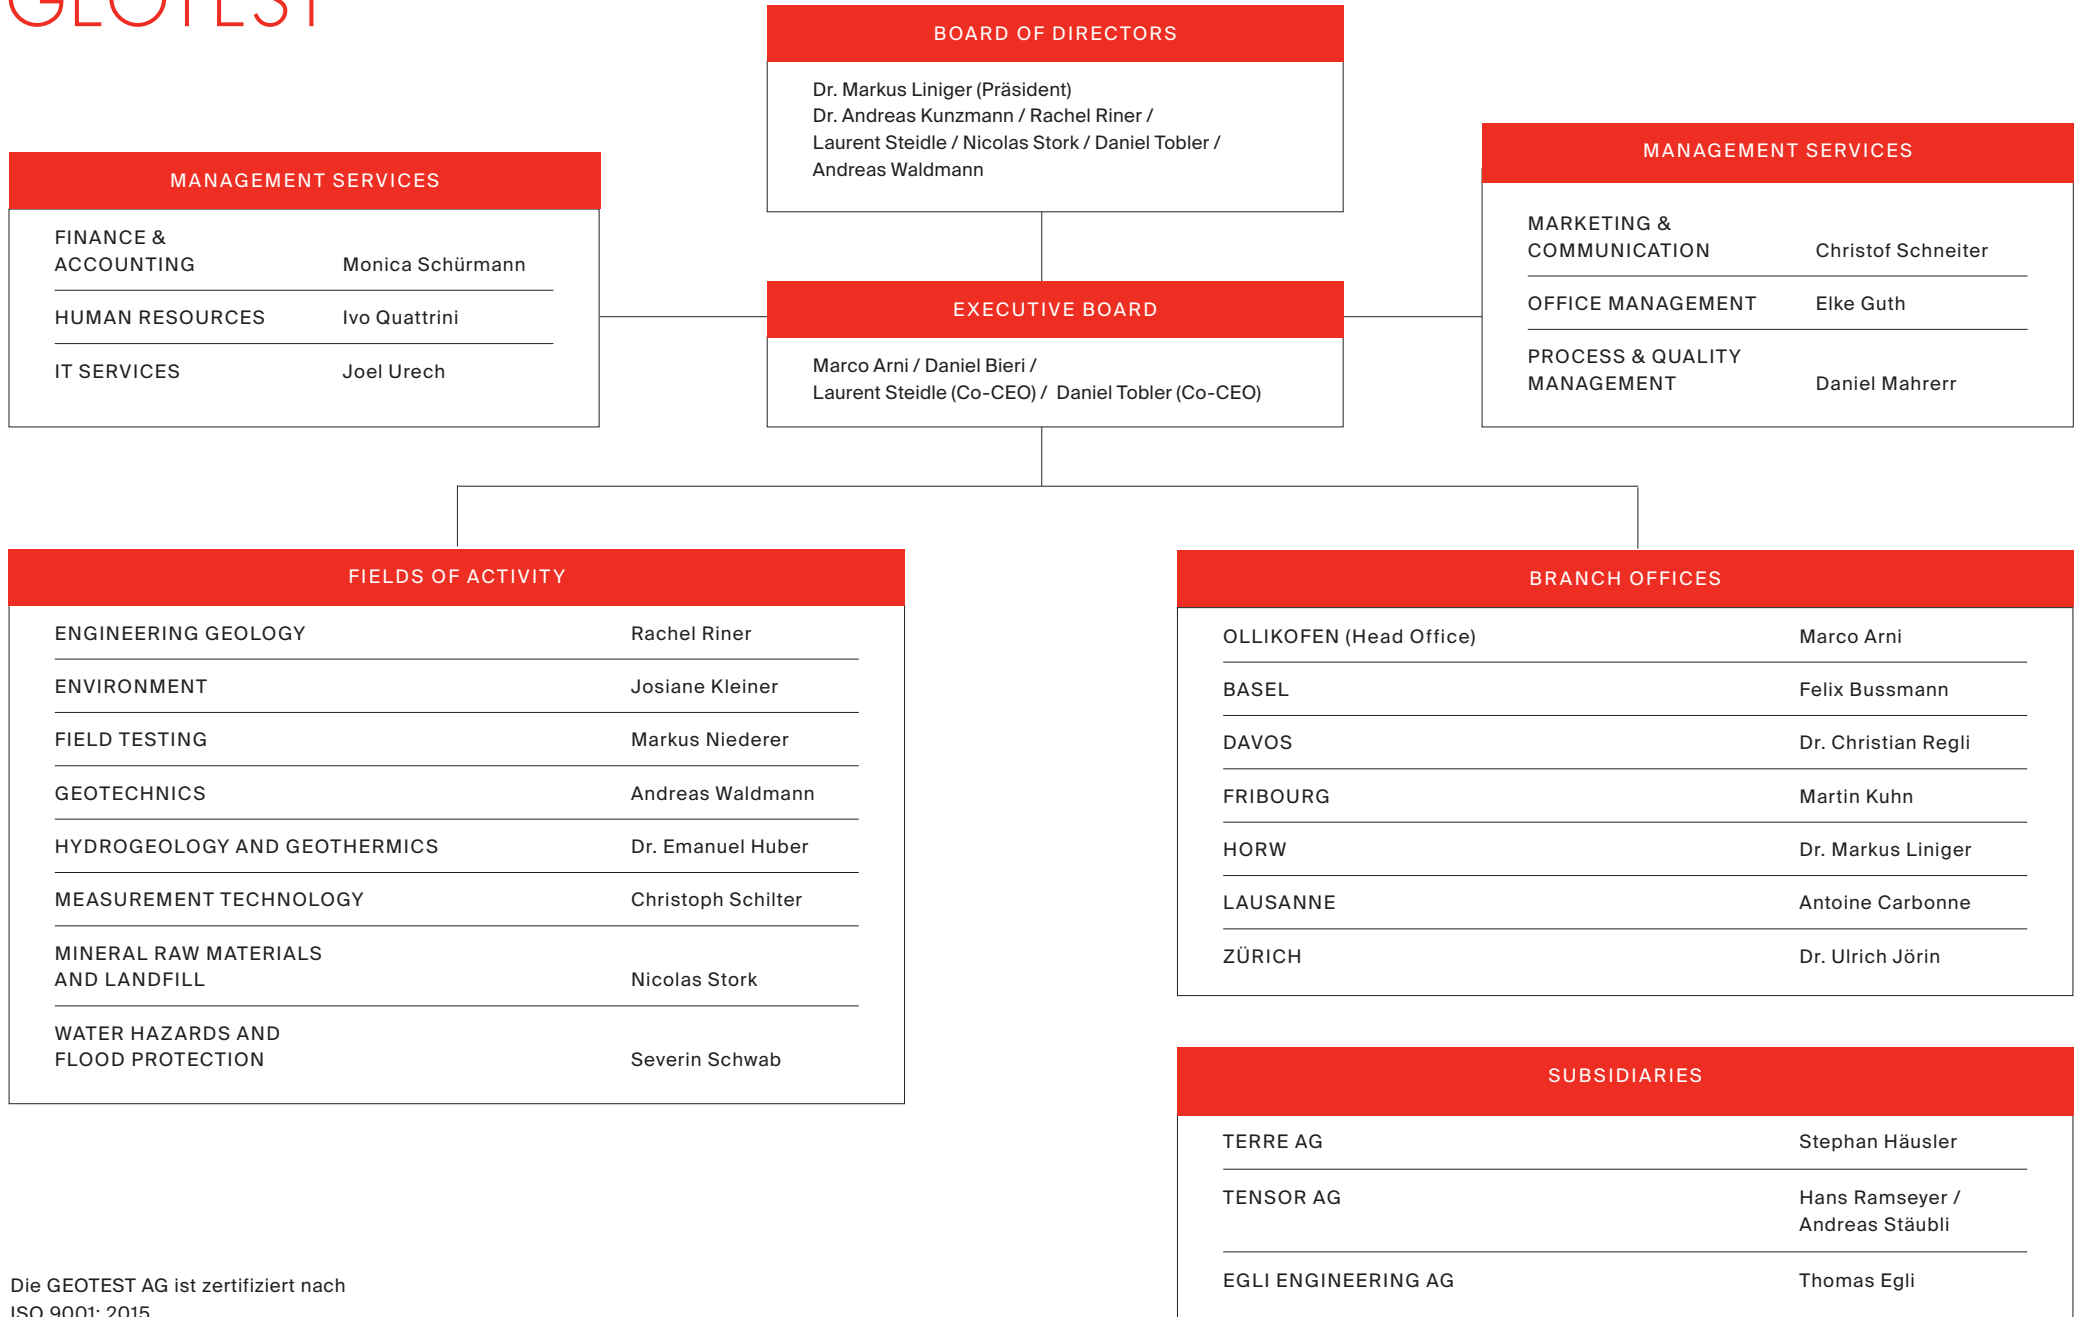 GEOTEST
BOARD OF DIRECTORS
Dr. Markus Liniger (Präsident)
Dr. Andreas Kunzmann / Rachel Riner /
Laurent Steidle / Nicolas Stork / Daniel Tobler /
Andreas Waldmann
MANAGEMENT SERVICES
FINANCE &
ACCOUNTING Monica Schürmann
HUMAN RESOURCES Ivo Quattrini
IT SERVICES Joel Urech
EXECUTIVE BOARD
Marco Arni / Daniel Bieri /
Laurent Steidle (Co-CEO) / Daniel Tobler (Co-CEO)
MANAGEMENT SERVICES
MARKETING &
COMMUNICATION Christof Schneiter
OFFICE MANAGEMENT Elke Guth
PROCESS & QUALITY
MANAGEMENT Daniel Mahrerr
FIELDS OF ACTIVITY
ENGINEERING GEOLOGY Rachel Riner
ENVIRONMENT Josiane Kleiner
FIELD TESTING Markus Niederer
GEOTECHNICS Andreas Waldmann
HYDROGEOLOGY AND GEOTHERMICS Dr. Emanuel Huber
MEASUREMENT TECHNOLOGY Christoph Schilter
MINERAL RAW MATERIALS
AND LANDFILL Nicolas Stork
WATER HAZARDS AND
FLOOD PROTECTION Severin Schwab
BRANCH OFFICES
OLLIKOFEN (Head Office) Marco Arni
BASEL Felix Bussmann
DAVOS Dr. Christian Regli
FRIBOURG Martin Kuhn
HORW Dr. Markus Liniger
LAUSANNE Antoine Carbonne
ZÜRICH Dr. Ulrich Jörin
SUBSIDIARIES
TERRE AG Stephan Häusler
TENSOR AG Hans Ramseyer /
Andreas Stäubli
EGLI ENGINEERING AG Thomas Egli
Die GEOTEST AG ist zertifiziert nach
ISO 9001: 2015